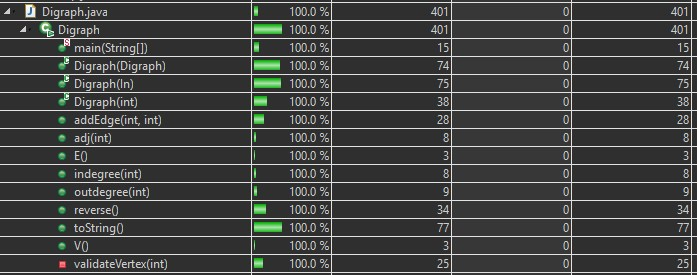 Digraph.java 100.0 % 401 0 401
Digraph 100.0 % 401 0 401
main(String[]) 100.0 % 15 0 15
Digraph(Digraph) 100.0 % 74 0 74
Digraph(In) 100.0 % 75 0 75
Digraph(int) 100.0 % 38 0 38
addEdge(int, int) 100.0 % 28 0 28
adj(int) 100.0 % 8 0 8
E() 100.0 % 3 0 3
indegree(int) 100.0 % 8 0 8
outdegree(int) 100.0 % 9 0 9
reverse() 100.0 % 34 0 34
toString() 100.0 % 77 0 77
V() 100.0 % 3 0 3
validateVertex(int) 100.0 % 25 0 25